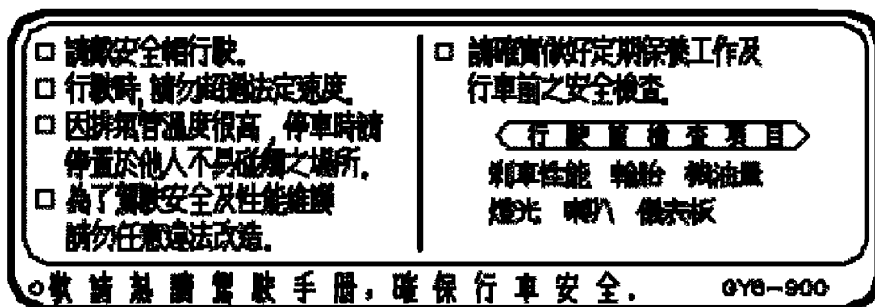 □ 請戴安全帽行駛.
□ 行駛時,請勿超過法定速度.
□ 因排氣管溫度很高,停車時請
停置於他人不易碰觸之場所.
□ 為了駕駛安全及性能維護
請勿任意違法改造.
□ 請確實做好定期保養工作及
行車前之安全檢查.
行駛前檢查項目
剎車性能 輪胎 機油量
燈光 喇叭 儀表板
○敬請熟讀駕駛手冊,確保行車安全. GY6-900